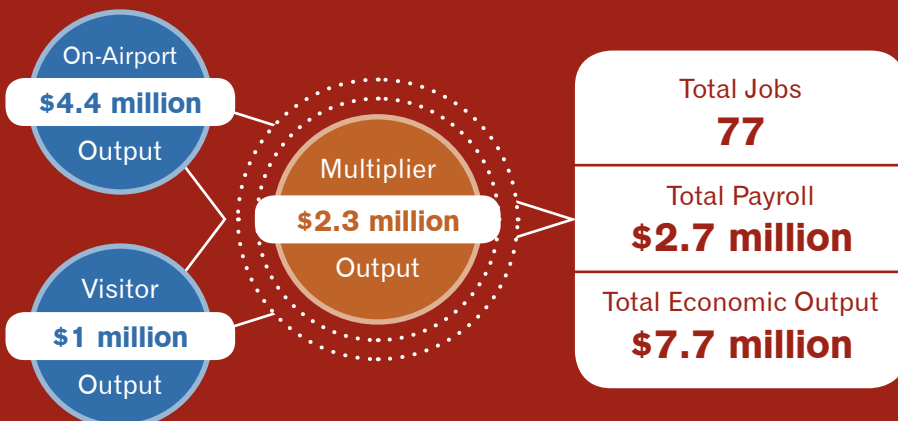 On-Airport
$4.4 million
Output
Visitor
$1 million
Output
Multiplier
$2.3 million
Output
Total Jobs
77
Total Payroll
$2.7 million
Total Economic Output
$7.7 million